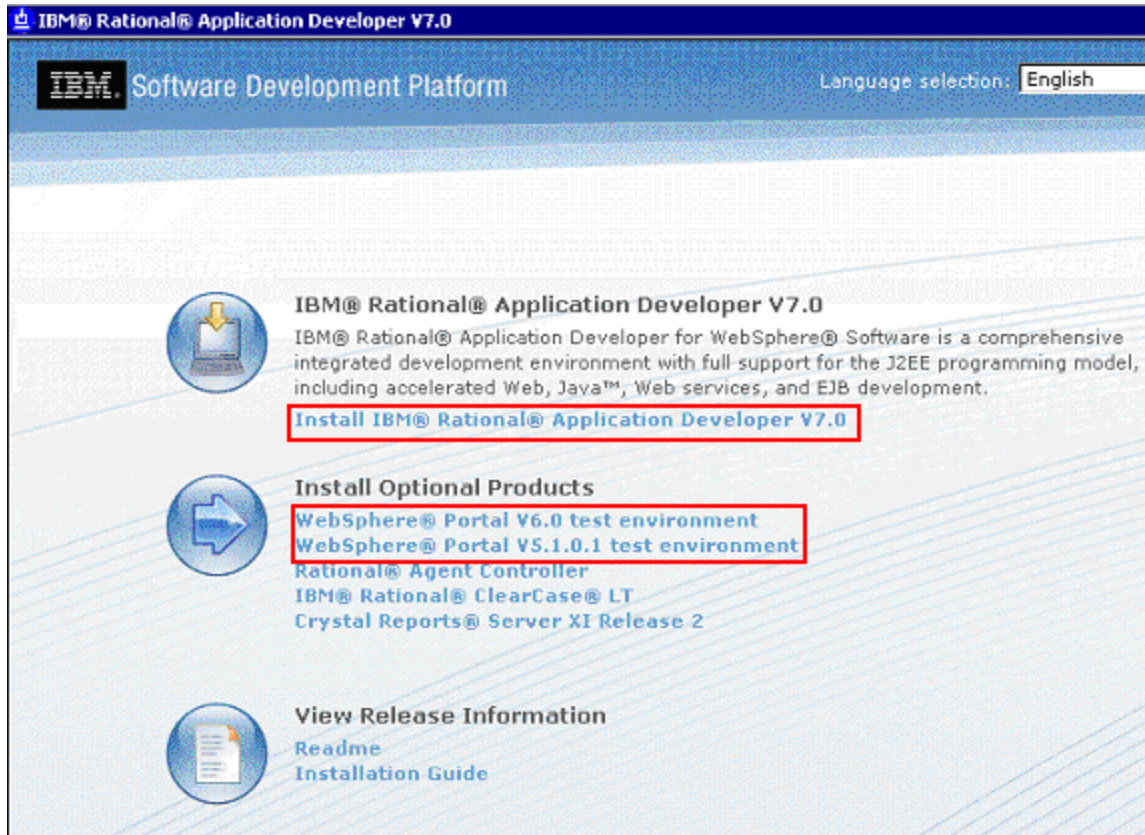 IBM® Rational® Application Developer V7.0
IBM. Software Development Platform
Language selection: English
IBM® Rational® Application Developer V7.0
IBM® Rational® Application Developer for WebSphere® Software is a comprehensive
integrated development environment with full support for the J2EE programming model,
including accelerated Web, Java™, Web services, and EJB development.
Install IBM® Rational® Application Developer V7.0
Install Optional Products
WebSphere® Portal V6.0 test environment
WebSphere® Portal V5.1.0.1 test environment
Rational® Agent Controller
IBM® Rational® ClearCase® LT
Crystal Reports® Server XI Release 2
View Release Information
Readme
Installation Guide